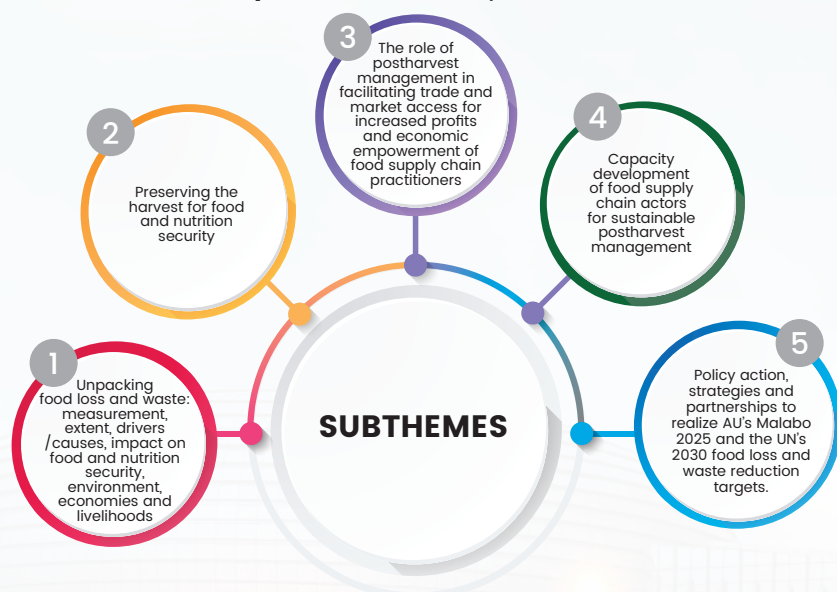 1
Unpacking
food loss and waste:
measurement,
extent, drivers
/causes, impact on
food and nutrition
security,
environment,
economies and
livelihoods
2
Preserving the
harvest for food
and nutrition
security
3
The role of
postharvest
management in
facilitating trade and
market access for
increased profits
and economic
empowerment of
food supply chain
practitioners
4
Capacity
development
of food supply
chain actors
for sustainable
postharvest
management
5
Policy action,
strategies and
partnerships to
realize AU's Malabo
2025 and the UN's
2030 food loss and
waste reduction
targets.
SUBTHEMES